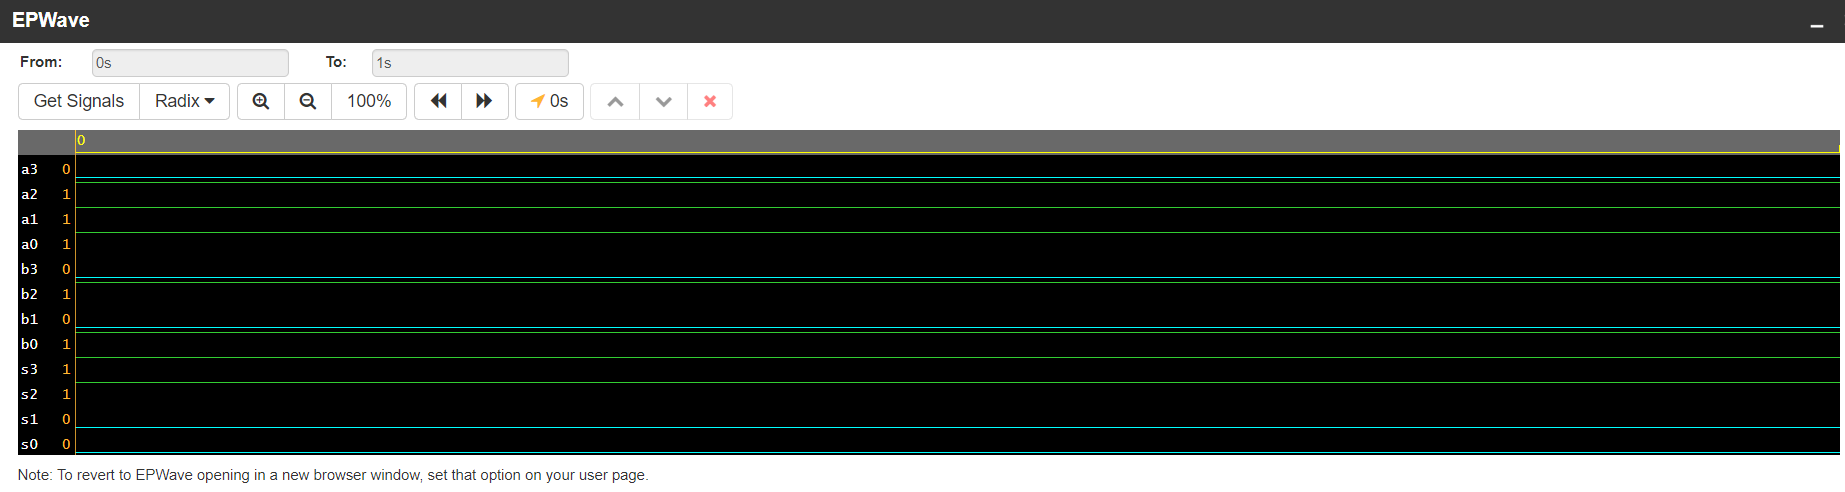 EPWave
From: 0s To: 1s
Get Signals Radix 100% 0s
0
a3 0
a2 1
a1 1
a0 1
b3 0
b2 1
b1 0
b0 1
s3 1
s2 1
s1 0
s0 0
Note: To revert to EPWave opening in a new browser window, set that option on your user page.